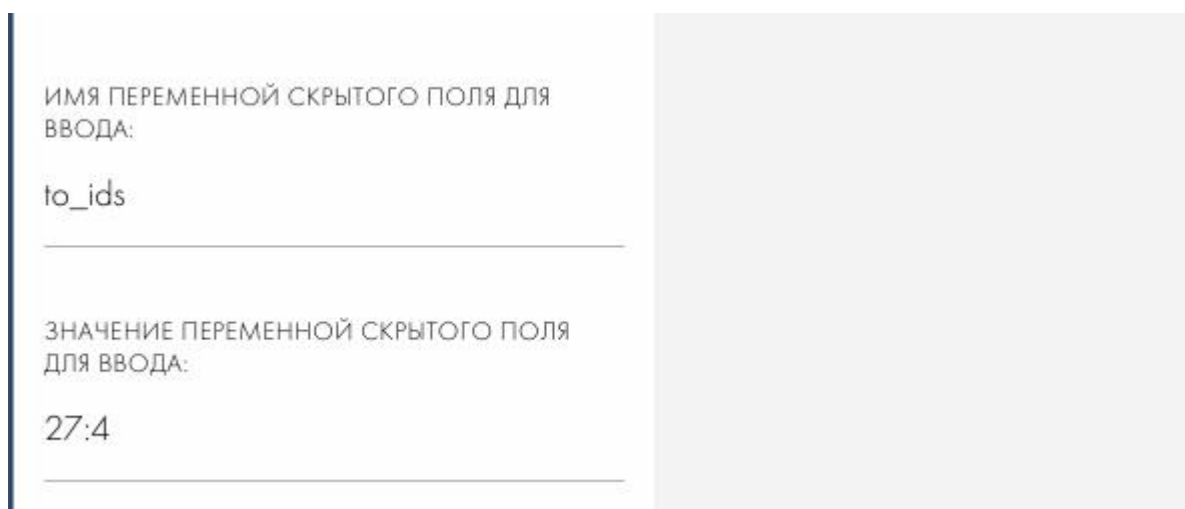 ИМЯ ПЕРЕМЕННОЙ СКРЫТОГО ПОЛЯ ДЛЯ
ВВОДА:
to_ids
ЗНАЧЕНИЕ ПЕРЕМЕННОЙ СКРЫТОГО ПОЛЯ
ДЛЯ ВВОДА:
27:4